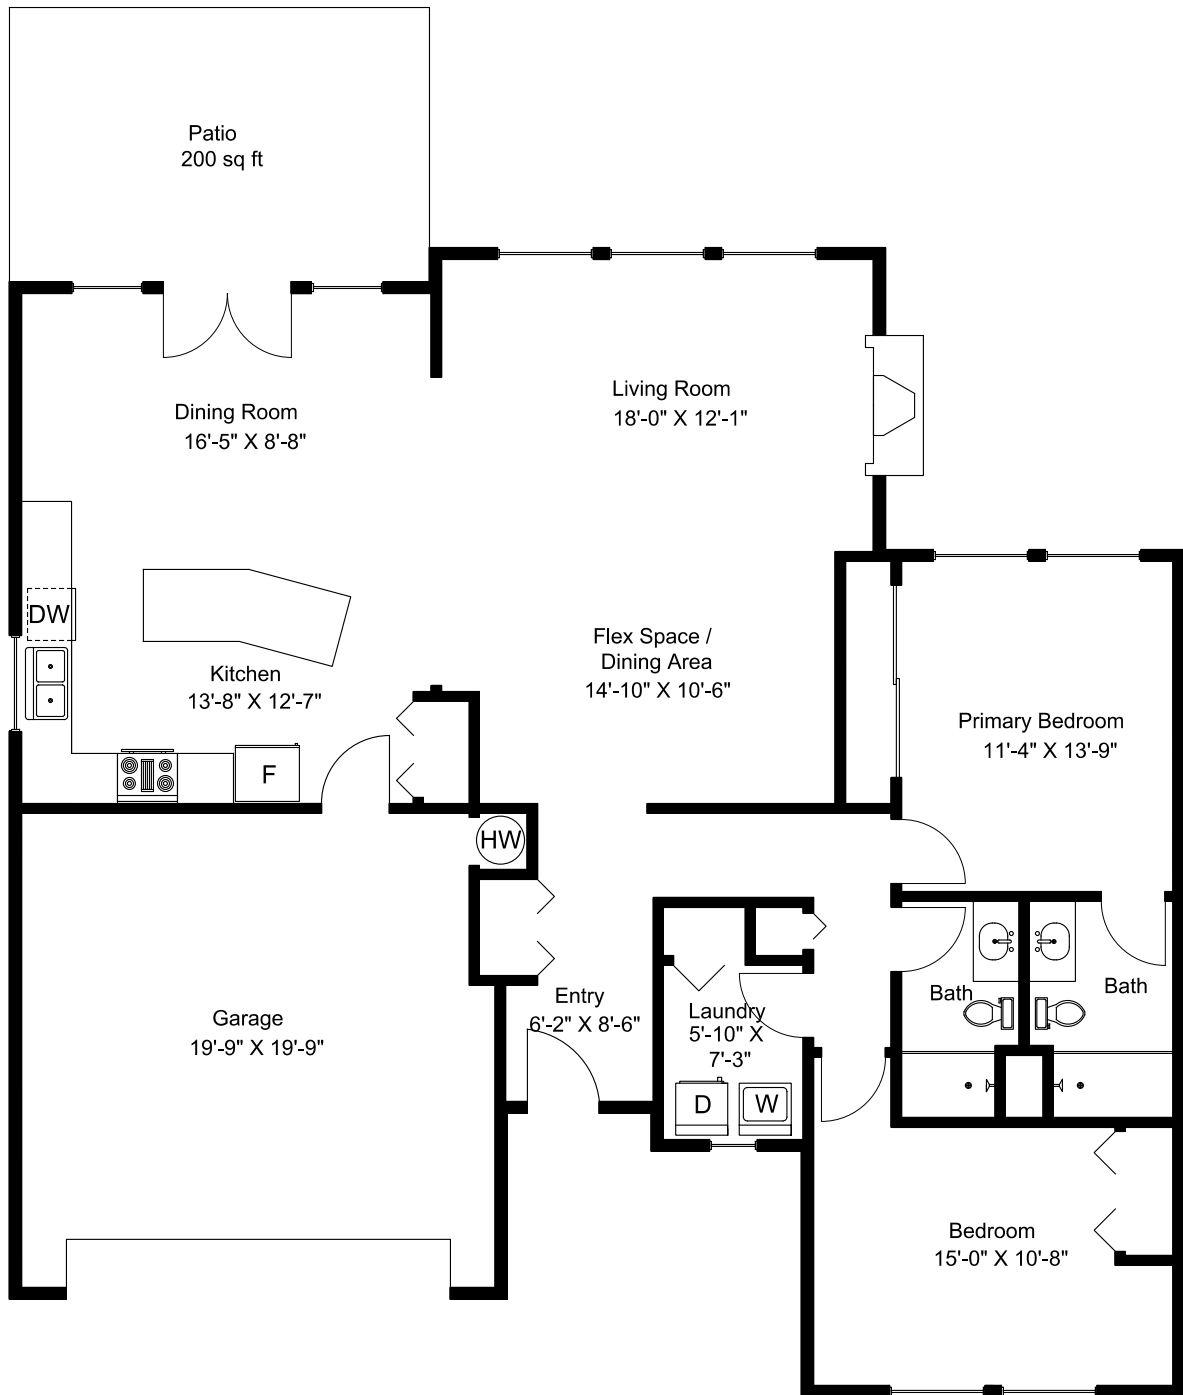 Patio
200 sq ft
Living Room
18'-0" X 12'-1"
Dining Room
16'-5" X 8'-8"
DW
Flex Space /
Dining Area
14'-10" X 10'-6"
Kitchen
13'-8" X 12'-7"
Primary Bedroom
11'-4" X 13'-9"
F
HW
Bath
Bath
Entry
6'-2" X 8'-6"
Laundry
5'-10" X
7'-3"
Garage
19'-9" X 19'-9"
D
W
Bedroom
15'-0" X 10'-8"